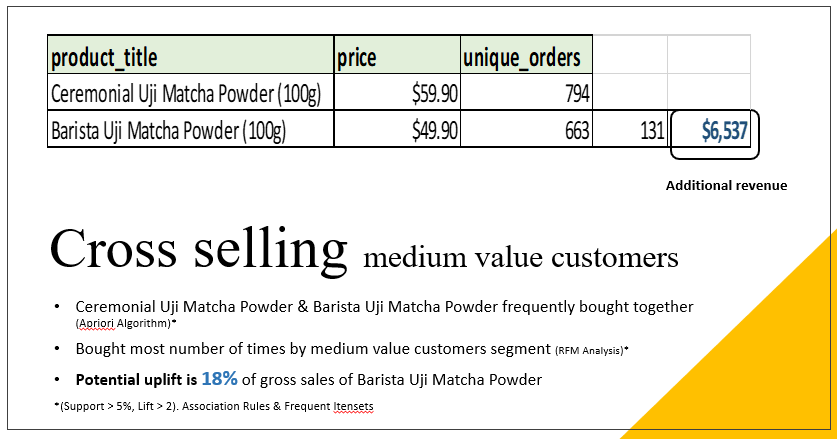 product_title price unique_orders
Ceremonial Uji Matcha Powder (100g) $59.90 794
Barista Uji Matcha Powder (100g) $49.90 663 131 $6,537
Additional revenue
Cross selling medium value customers
• Ceremonial Uji Matcha Powder & Barista Uji Matcha Powder frequently bought together
(Apriori Algorithm)*
• Bought most number of times by medium value customers segment (RFM Analysis)*
• Potential uplift is 18% of gross sales of Barista Uji Matcha Powder
*(Support > 5%, Lift > 2). Association Rules & Frequent Itensets